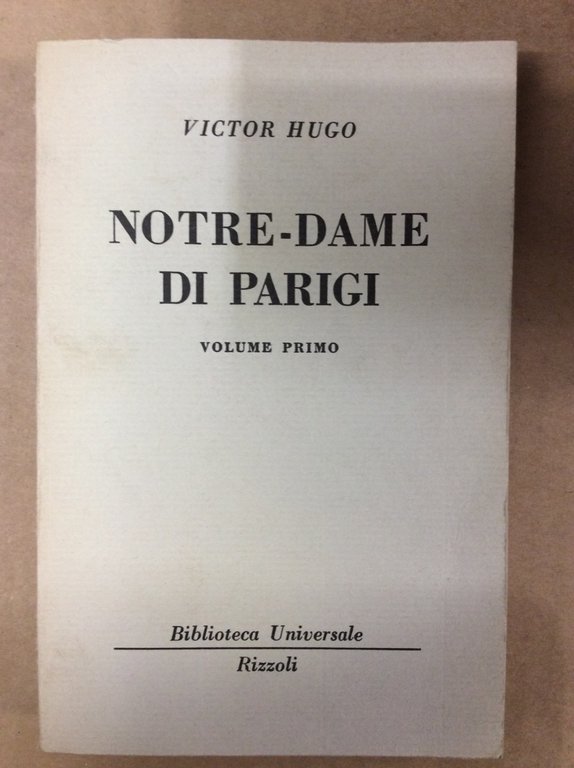 VICTOR HUGO
NOTRE-DAME
DI PARIGI
VOLUME PRIMO
Biblioteca Universale
Rizzoli